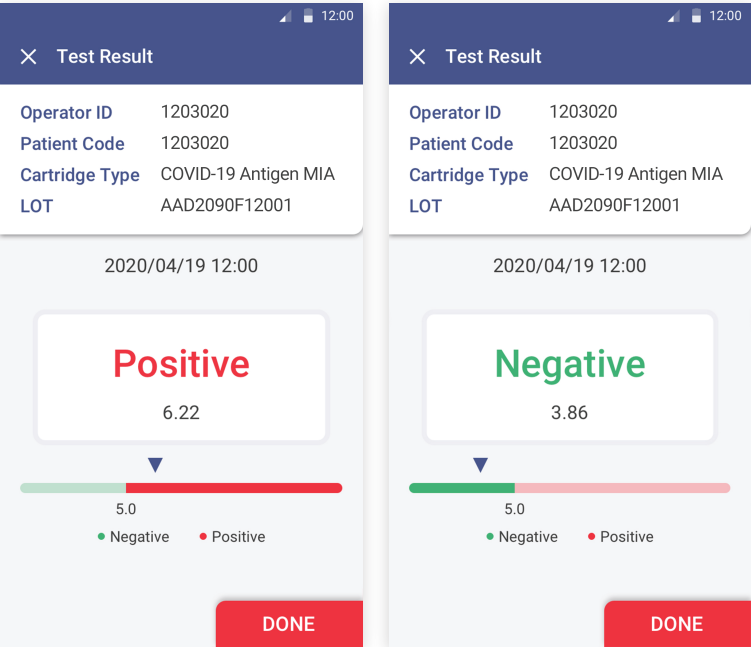 12:00
Test Result
Operator ID 1203020
Patient Code 1203020
Cartridge Type COVID-19 Antigen MIA
LOT AAD2090F12001
2020/04/19 12:00
Positive
6.22
5.0
Negative Positive
DONE
12:00
Test Result
Operator ID 1203020
Patient Code 1203020
Cartridge Type COVID-19 Antigen MIA
LOT AAD2090F12001
2020/04/19 12:00
Negative
3.86
5.0
Negative Positive
DONE